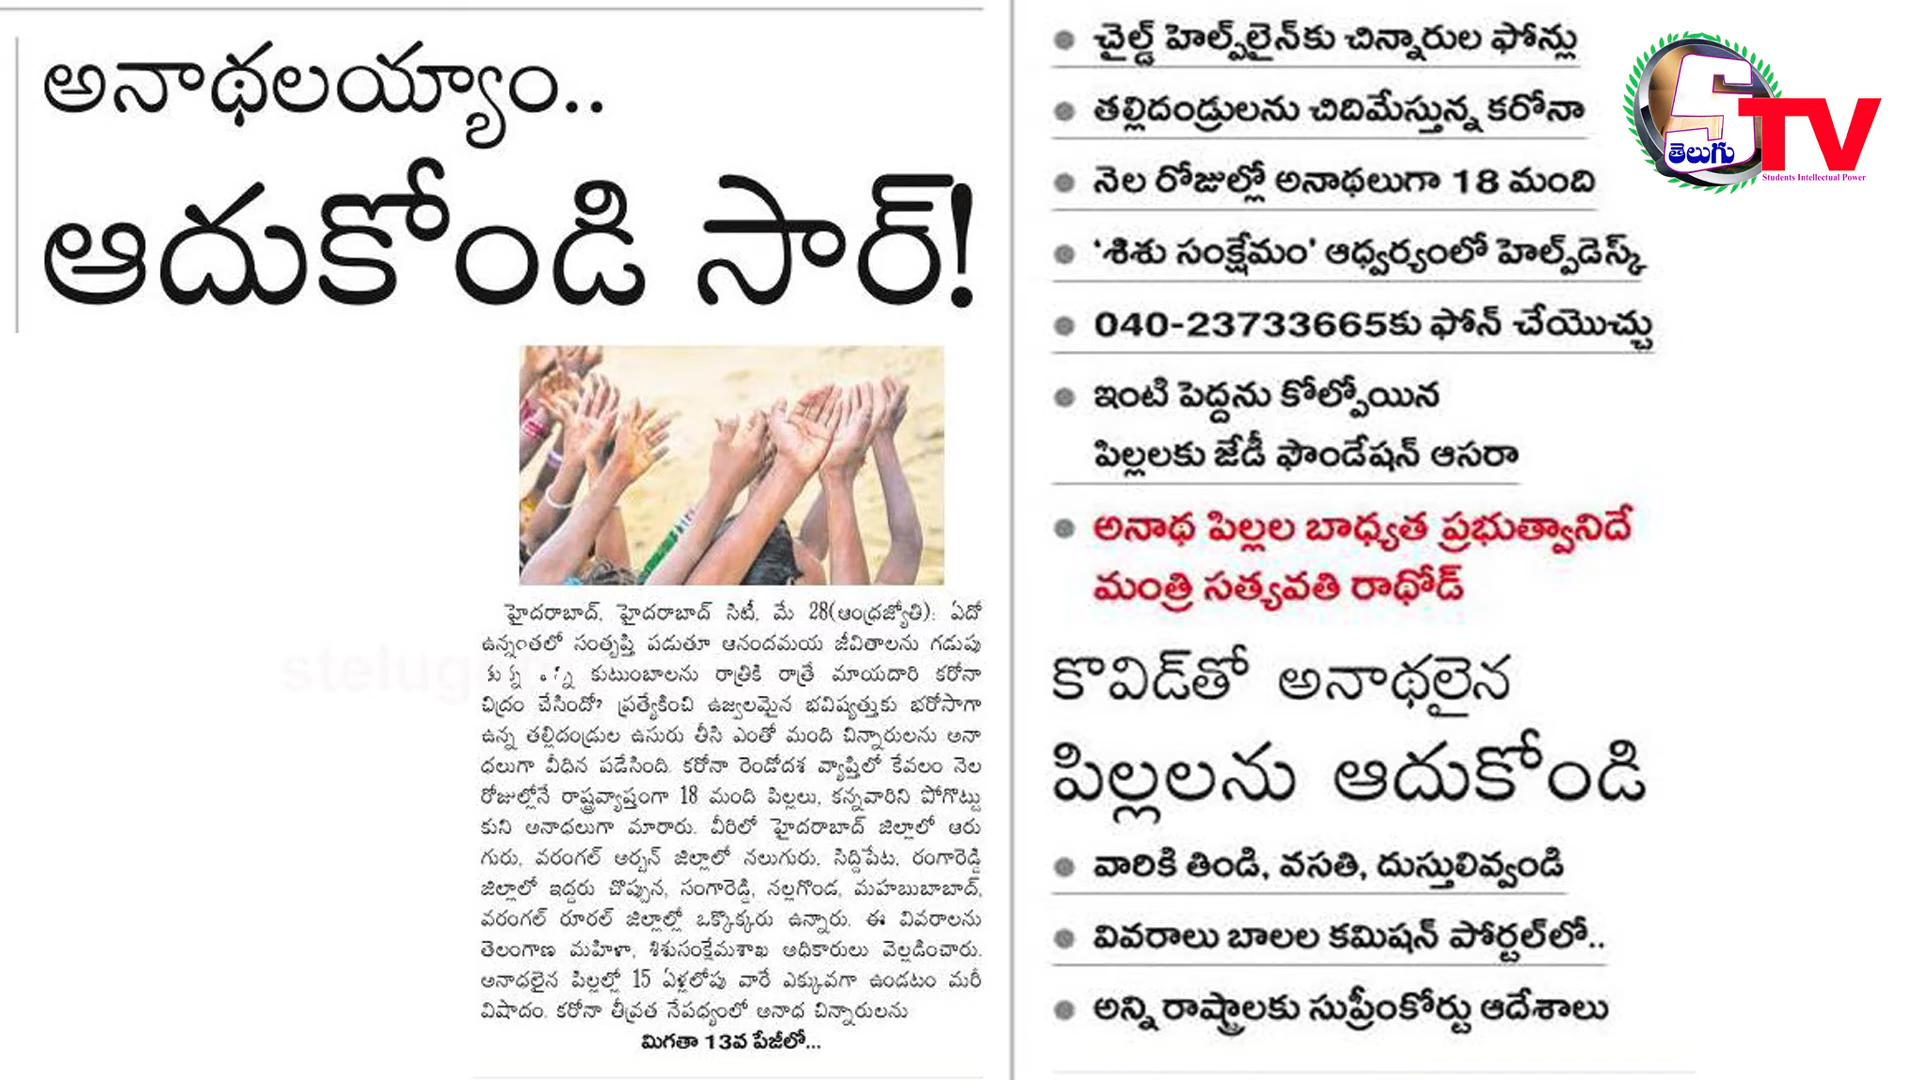 అనాథలయ్యాం..
ఆదుకోండి సార్!
హైదరాబాద్, హైదరాబాద్ సిటీ, మే 28(ఆంధ్రజ్యోతి): ఏదో
ఉన్నంతలో సంతృప్తి పడుతూ ఆనందమయ జీవితాలను గడుపు
కుటుంబాలను రాత్రికి రాత్రే మాయదారి కరోనా
ఛిద్రం చేసిందో? ప్రత్యేకించి ఉజ్వలమైన భవిష్యత్తుకు భరోసాగా
ఉన్న తల్లిదండ్రుల ఉసురు తీసి ఎంతో మంది చిన్నారులను అనా
ధలుగా వీధిన పడేసింది. కరోనా రెండోదశ వ్యాప్తిలో కేవలం నెల
రోజుల్లోనే రాష్ట్రవ్యాప్తంగా 18 మంది పిల్లలు, కన్నవారిని పోగొట్టు
కుని అనాధలుగా మారారు. వీరిలో హైదరాబాద్ జిల్లాలో ఆరు
గురు, వరంగల్ అర్బన్ జిల్లాలో నలుగురు, సిద్దిపేట, రంగారెడ్డి
జిల్లాలో ఇద్దరు చొప్పున, సంగారెడ్డి, నల్లగొండ, మహబుబాబాద్,
వరంగల్ రూరల్ జిల్లాల్లో ఒక్కొక్కరు ఉన్నారు. ఈ వివరాలను
తెలంగాణ మహిళా, శిశుసంక్షేమశాఖ అధికారులు వెల్లడించారు.
అనాధలైన పిల్లల్లో 15 ఏళ్లలోపు వారే ఎక్కువగా ఉండటం మరీ
విషాదం. కరోనా తీవ్రత నేపథ్యంలో అనాధ చిన్నారులను
మిగతా 13వ పేజీలో...
చైల్డ్ హెల్ప్‌లైన్‌కు చిన్నారుల ఫోన్లు
తల్లిదండ్రులను చిదిమేస్తున్న కరోనా
నెల రోజుల్లో అనాథలుగా 18 మంది
‘శిశు సంక్షేమం’ ఆధ్వర్యంలో హెల్ప్‌డెస్క్
040-23733665కు ఫోన్ చేయొచ్చు
ఇంటి పెద్దను కోల్పోయిన
పిల్లలకు జేడీ ఫౌండేషన్ ఆసరా
అనాథ పిల్లల బాధ్యత ప్రభుత్వానిదే
మంత్రి సత్యవతి రాథోడ్
కొవిడ్‌తో అనాథలైన
పిల్లలను ఆదుకోండి
వారికి తిండి, వసతి, దుస్తులివ్వండి
వివరాలు బాలల కమిషన్ పోర్టల్‌లో..
అన్ని రాష్ట్రాలకు సుప్రీంకోర్టు ఆదేశాలు
S TV
తెలుగు
Students Intellectual Power